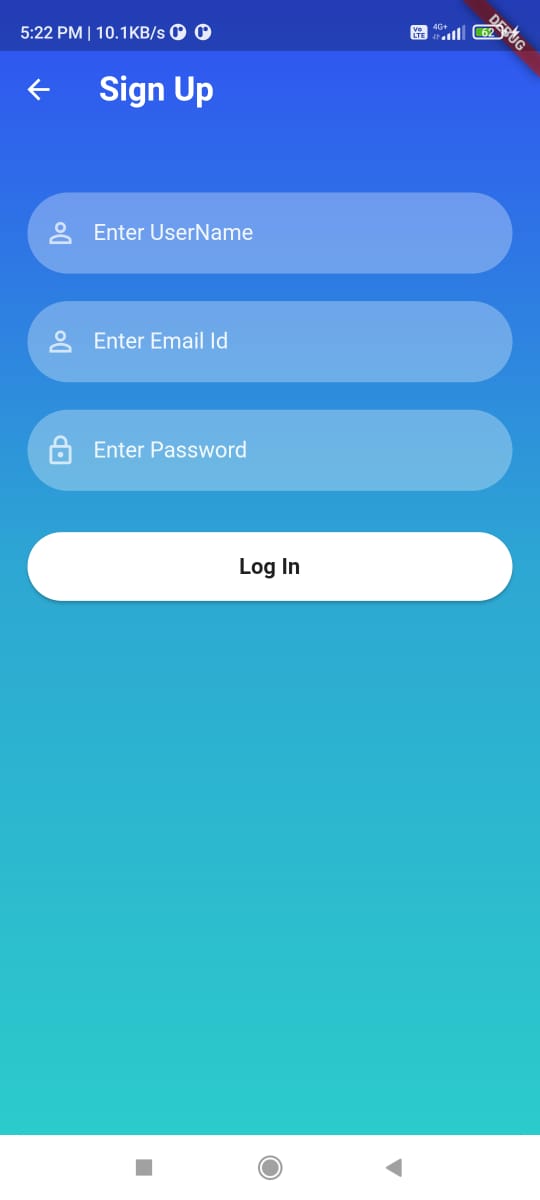 5:22 PM | 10.1KB/s
Vo LTE 4G+ 62
DEBUG
Sign Up
Enter UserName
Enter Email Id
Enter Password
Log In